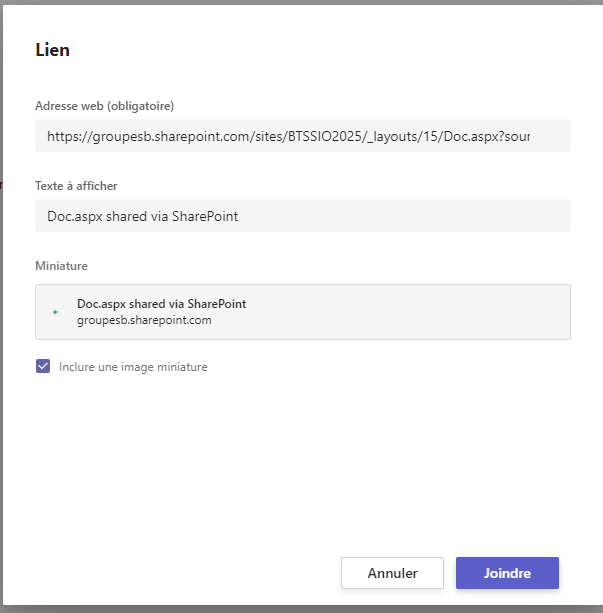 Lien
Adresse web (obligatoire)
https://groupesb.sharepoint.com/sites/BTSSIO2025/_layouts/15/Doc.aspx?sour
Texte à afficher
Doc.aspx shared via SharePoint
Miniature
Doc.aspx shared via SharePoint
groupesb.sharepoint.com
Inclure une image miniature
Annuler
Joindre